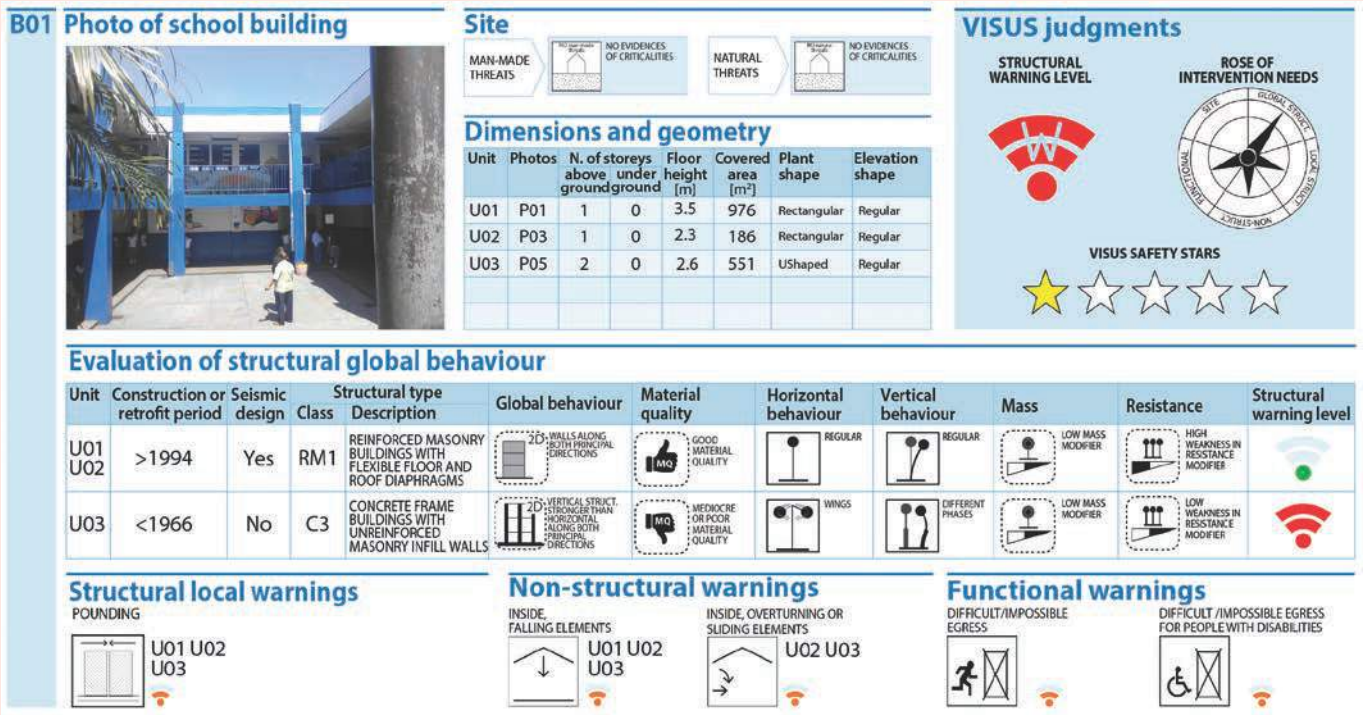 B01
Photo of school building
Site
MAN-MADE
THREATS
NO EVIDENCES
OF CRITICALITIES
NATURAL
THREATS
NO EVIDENCES
OF CRITICALITIES
Dimensions and geometry
Unit Photos N. of storeys above ground under ground Floor height [m] Covered area [m²] Plant shape Elevation shape
U01 P01 1 0 3.5 976 Rectangular Regular
U02 P03 1 0 2.3 186 Rectangular Regular
U03 P05 2 0 2.6 551 UShaped Regular
VISUS judgments
STRUCTURAL
WARNING LEVEL
W
ROSE OF
INTERVENTION NEEDS
SITE
GLOBAL STRUCT
LOCAL STRUCT
NON-STRUCT
FUNCTIONAL
VISUS SAFETY STARS
Evaluation of structural global behaviour
Unit Construction or retrofit period Seismic design Structural type Class Description Global behaviour Material quality Horizontal behaviour Vertical behaviour Mass Resistance Structural warning level
U01
U02
>1994
Yes
RM1
REINFORCED MASONRY
BUILDINGS WITH
FLEXIBLE FLOOR AND
ROOF DIAPHRAGMS
2D
WALLS ALONG
BOTH PRINCIPAL
DIRECTIONS
MQ
GOOD
MATERIAL
QUALITY
REGULAR
REGULAR
LOW MASS
MODIFIER
HIGH
WEAKNESS IN
RESISTANCE
MODIFIER
U03
<1966
No
C3
CONCRETE FRAME
BUILDINGS WITH
UNREINFORCED
MASONRY INFILL WALLS
2D
VERTICAL STRUCT.
STRONGER THAN
HORIZONTAL
ALONG BOTH
PRINCIPAL
DIRECTIONS
MQ
MEDIOCRE
OR POOR
MATERIAL
QUALITY
WINGS
DIFFERENT
PHASES
LOW MASS
MODIFIER
LOW
WEAKNESS IN
RESISTANCE
MODIFIER
Structural local warnings
POUNDING
U01 U02
U03
Non-structural warnings
INSIDE,
FALLING ELEMENTS
U01 U02
U03
INSIDE, OVERTURNING OR
SLIDING ELEMENTS
U02 U03
Functional warnings
DIFFICULT/IMPOSSIBLE
EGRESS
DIFFICULT /IMPOSSIBLE EGRESS
FOR PEOPLE WITH DISABILITIES